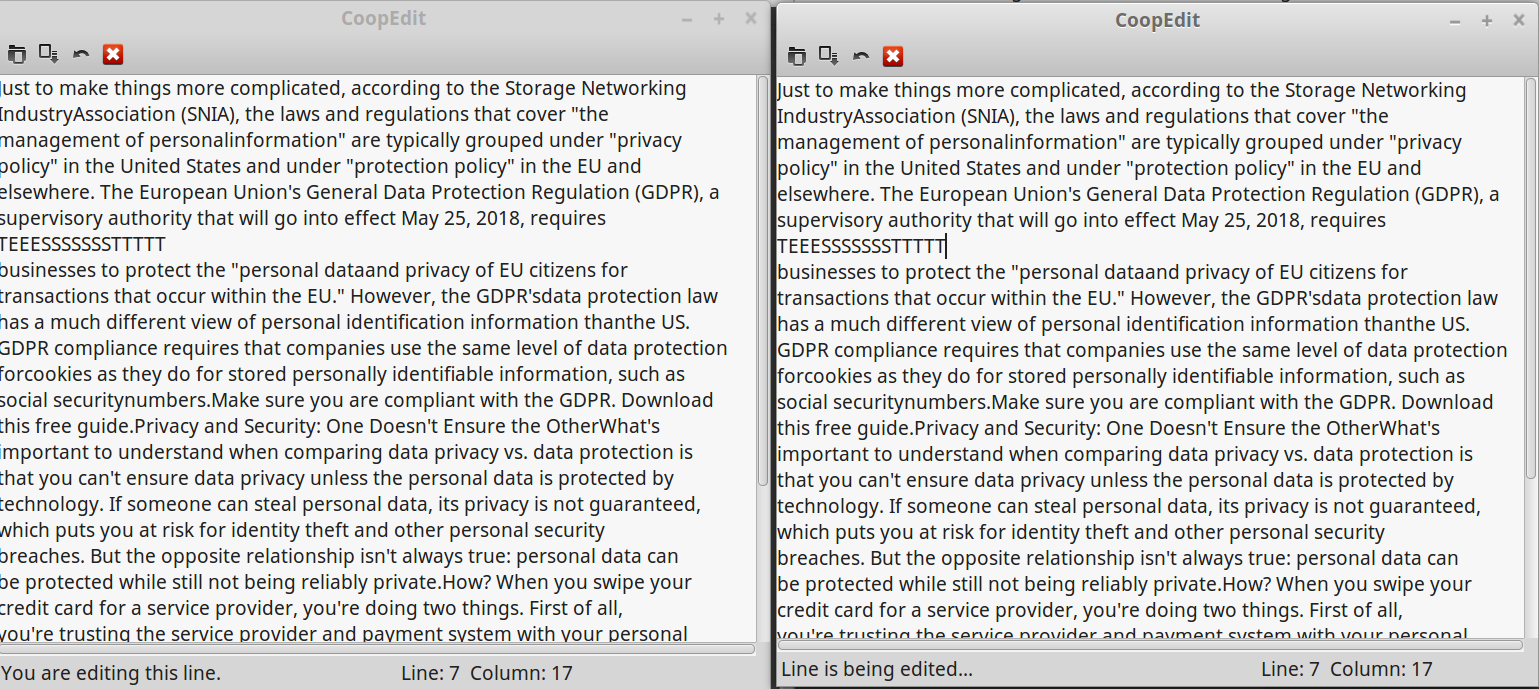 CoopEdit
Just to make things more complicated, according to the Storage Networking
IndustryAssociation (SNIA), the laws and regulations that cover "the
management of personalinformation" are typically grouped under "privacy
policy" in the United States and under "protection policy" in the EU and
elsewhere. The European Union's General Data Protection Regulation (GDPR), a
supervisory authority that will go into effect May 25, 2018, requires
TEEESSSSSSSTTTTT
businesses to protect the "personal dataand privacy of EU citizens for
transactions that occur within the EU." However, the GDPR'sdata protection law
has a much different view of personal identification information thanthe US.
GDPR compliance requires that companies use the same level of data protection
forcookies as they do for stored personally identifiable information, such as
social securitynumbers.Make sure you are compliant with the GDPR. Download
this free guide.Privacy and Security: One Doesn't Ensure the OtherWhat's
important to understand when comparing data privacy vs. data protection is
that you can't ensure data privacy unless the personal data is protected by
technology. If someone can steal personal data, its privacy is not guaranteed,
which puts you at risk for identity theft and other personal security
breaches. But the opposite relationship isn't always true: personal data can
be protected while still not being reliably private.How? When you swipe your
credit card for a service provider, you're doing two things. First of all,
you're trusting the service provider and payment system with your personal
You are editing this line. Line: 7 Column: 17
CoopEdit
Just to make things more complicated, according to the Storage Networking
IndustryAssociation (SNIA), the laws and regulations that cover "the
management of personalinformation" are typically grouped under "privacy
policy" in the United States and under "protection policy" in the EU and
elsewhere. The European Union's General Data Protection Regulation (GDPR), a
supervisory authority that will go into effect May 25, 2018, requires
TEEESSSSSSSTTTTT
businesses to protect the "personal dataand privacy of EU citizens for
transactions that occur within the EU." However, the GDPR'sdata protection law
has a much different view of personal identification information thanthe US.
GDPR compliance requires that companies use the same level of data protection
forcookies as they do for stored personally identifiable information, such as
social securitynumbers.Make sure you are compliant with the GDPR. Download
this free guide.Privacy and Security: One Doesn't Ensure the OtherWhat's
important to understand when comparing data privacy vs. data protection is
that you can't ensure data privacy unless the personal data is protected by
technology. If someone can steal personal data, its privacy is not guaranteed,
which puts you at risk for identity theft and other personal security
breaches. But the opposite relationship isn't always true: personal data can
be protected while still not being reliably private.How? When you swipe your
credit card for a service provider, you're doing two things. First of all,
you're trusting the service provider and payment system with your personal
Line is being edited... Line: 7 Column: 17